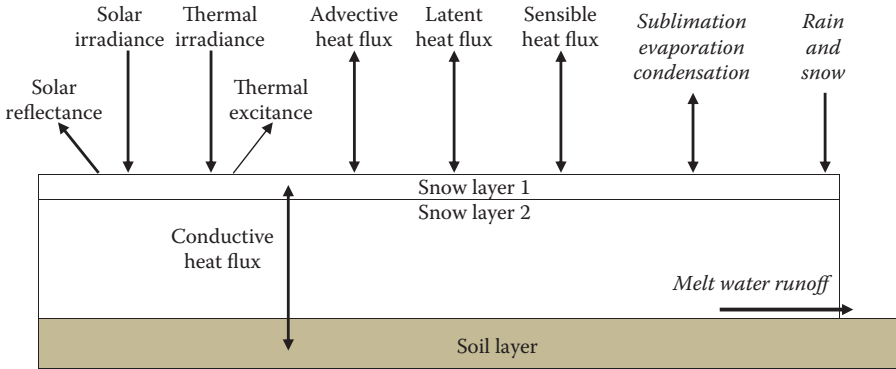 Solar
irradiance
Thermal
irradiance
Advective
heat flux
Latent
heat flux
Sensible
heat flux
Sublimation
evaporation
condensation
Rain
and
snow
Solar
reflectance
Thermal
excitance
Snow layer 1
Snow layer 2
Conductive
heat flux
Melt water runoff
Soil layer